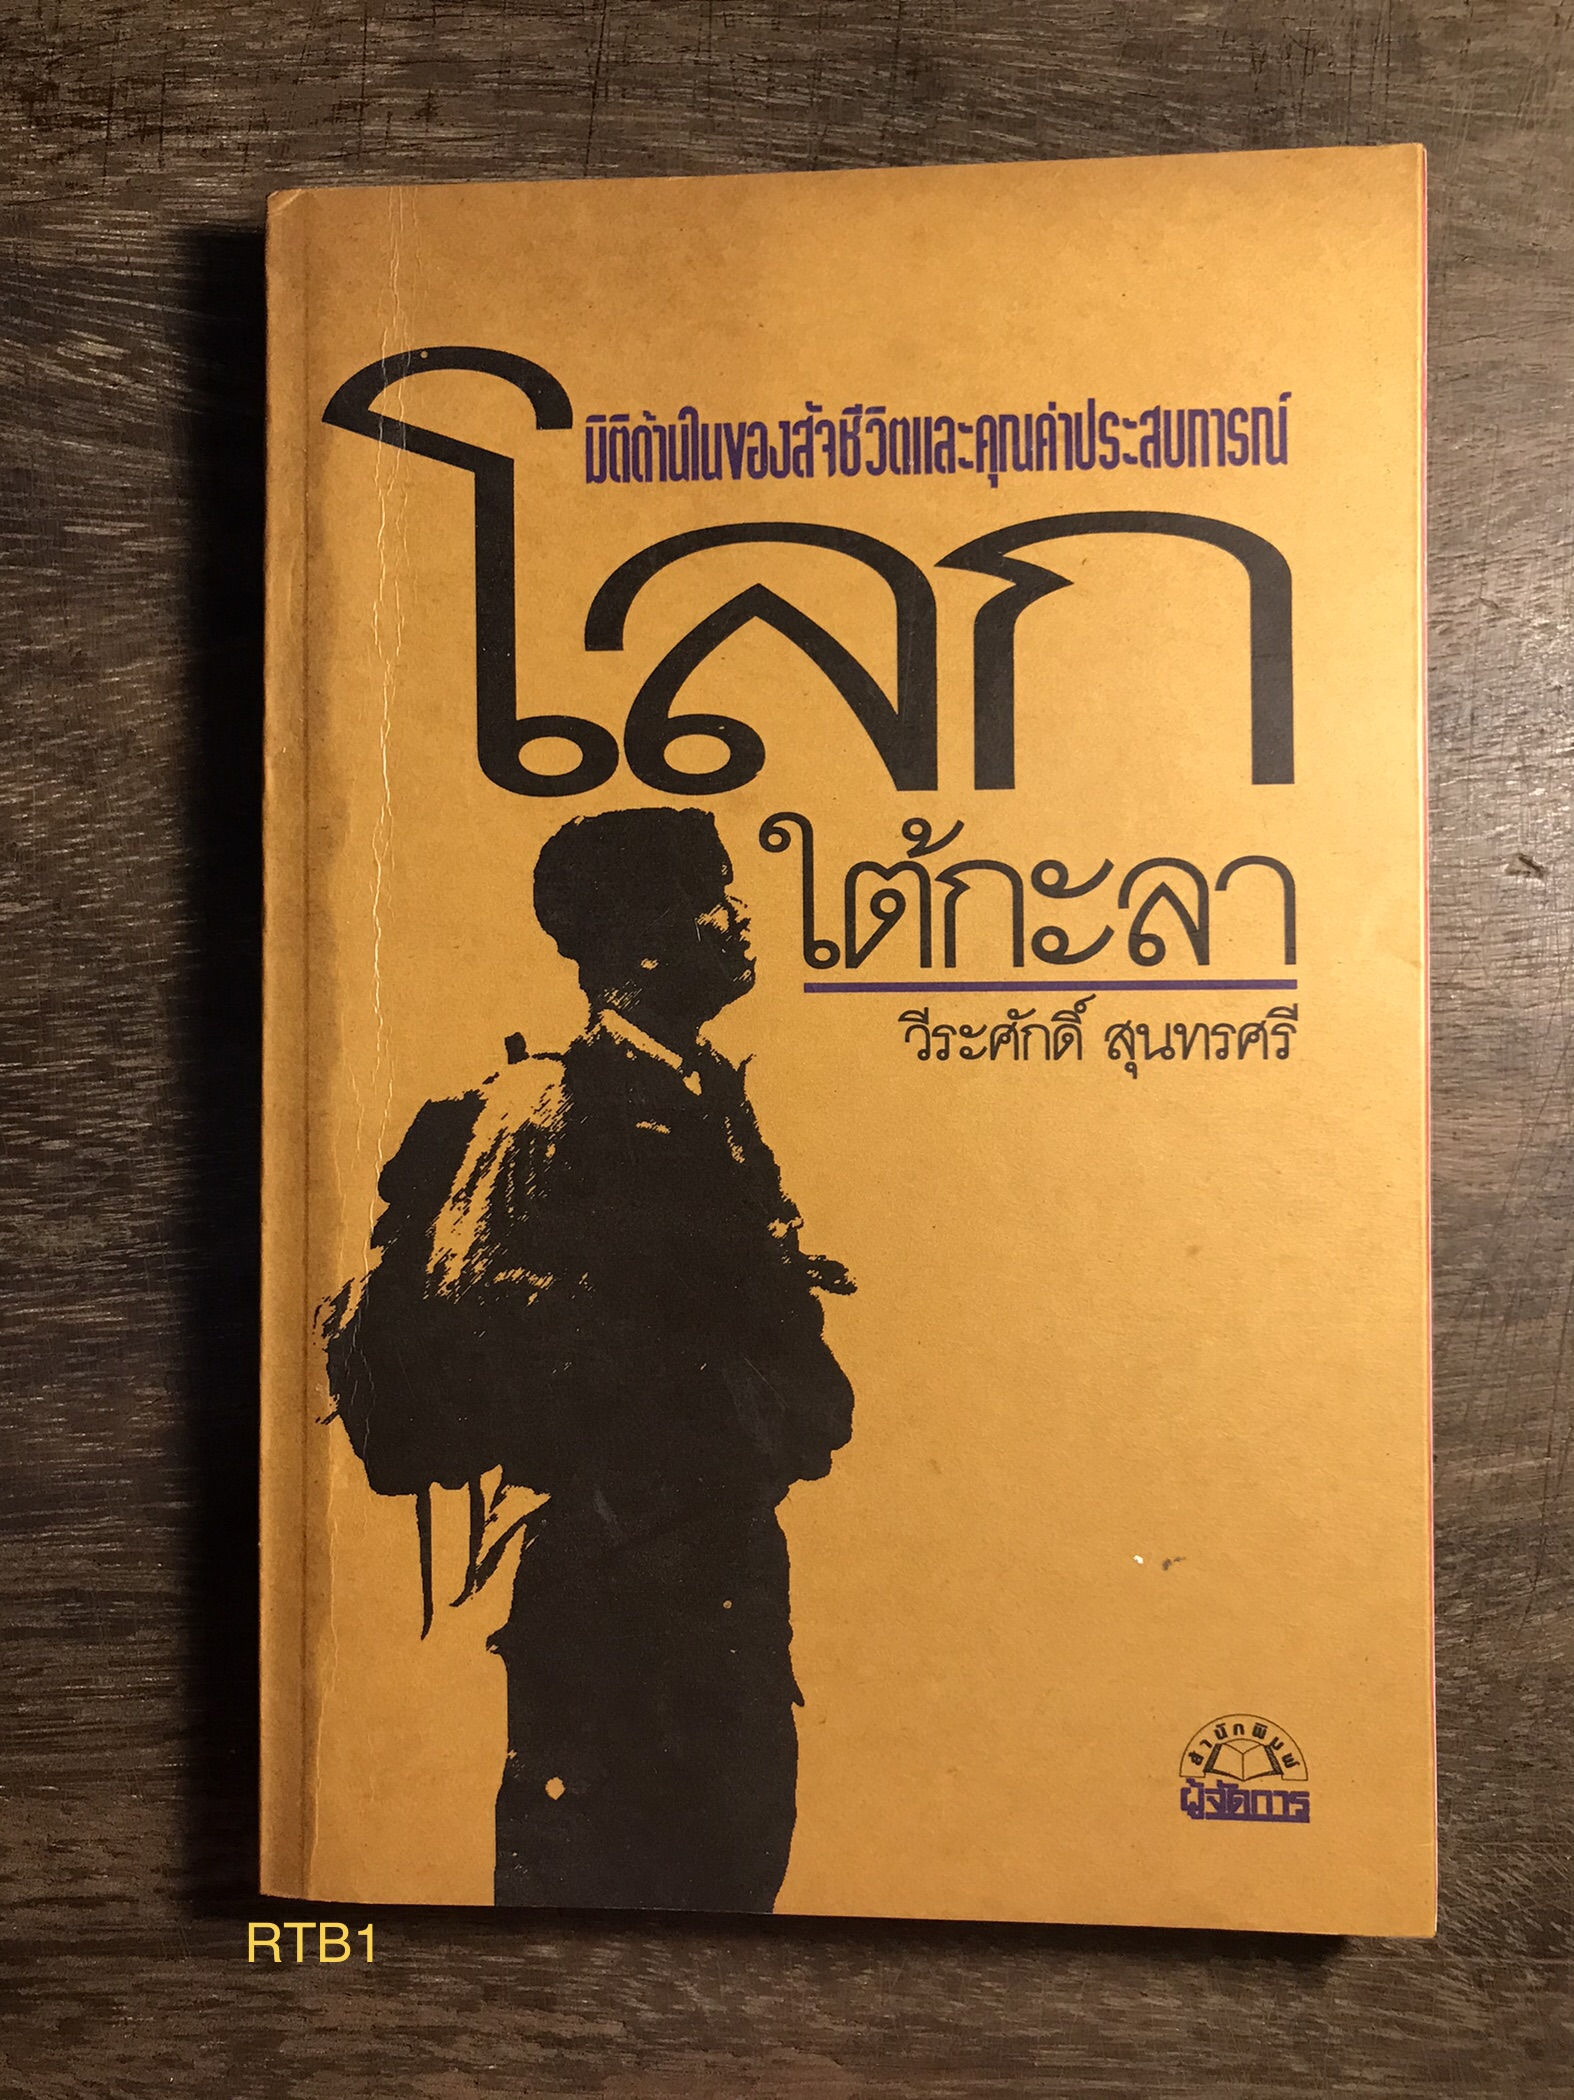 มิติด้านในของสัจชีวิตและคุณค่าประสบการณ์
โลก
ใต้กะลา
วีระศักดิ์ สุนทรศรี
สำนักพิมพ์
ผู้จัดการ
RTB1